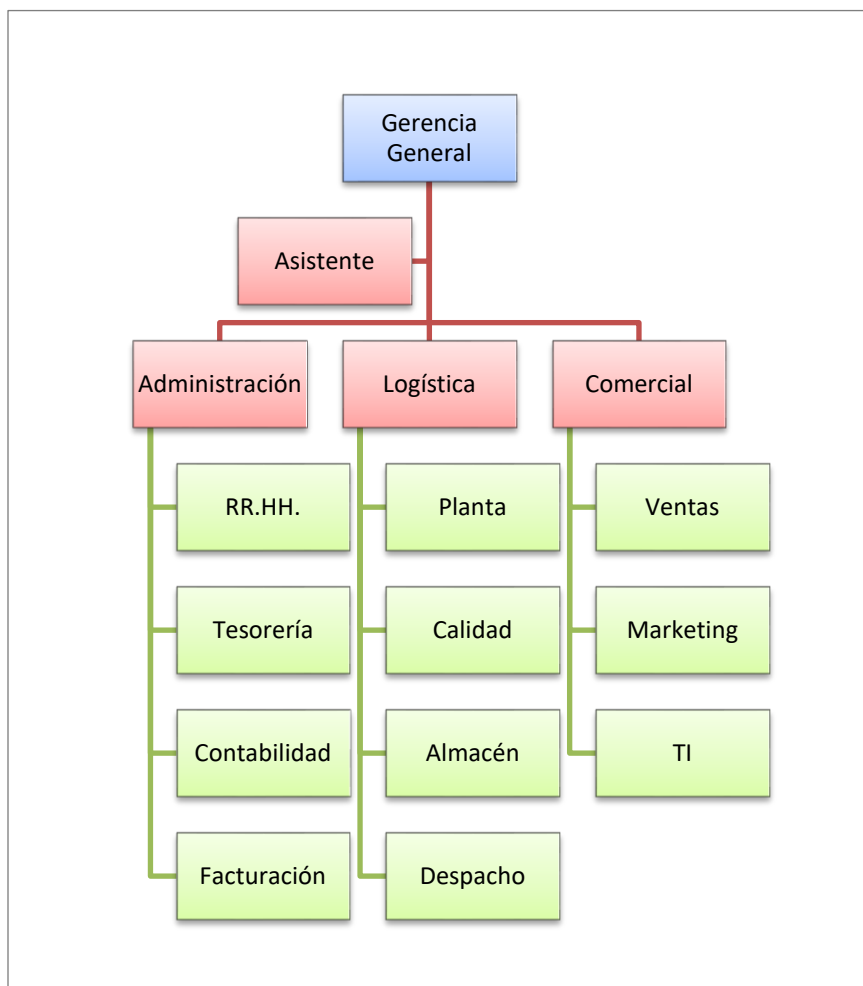 Gerencia
General
Asistente
Administración
Logística
Comercial
RR.HH.
Planta
Ventas
Tesorería
Calidad
Marketing
Contabilidad
Almacén
TI
Facturación
Despacho